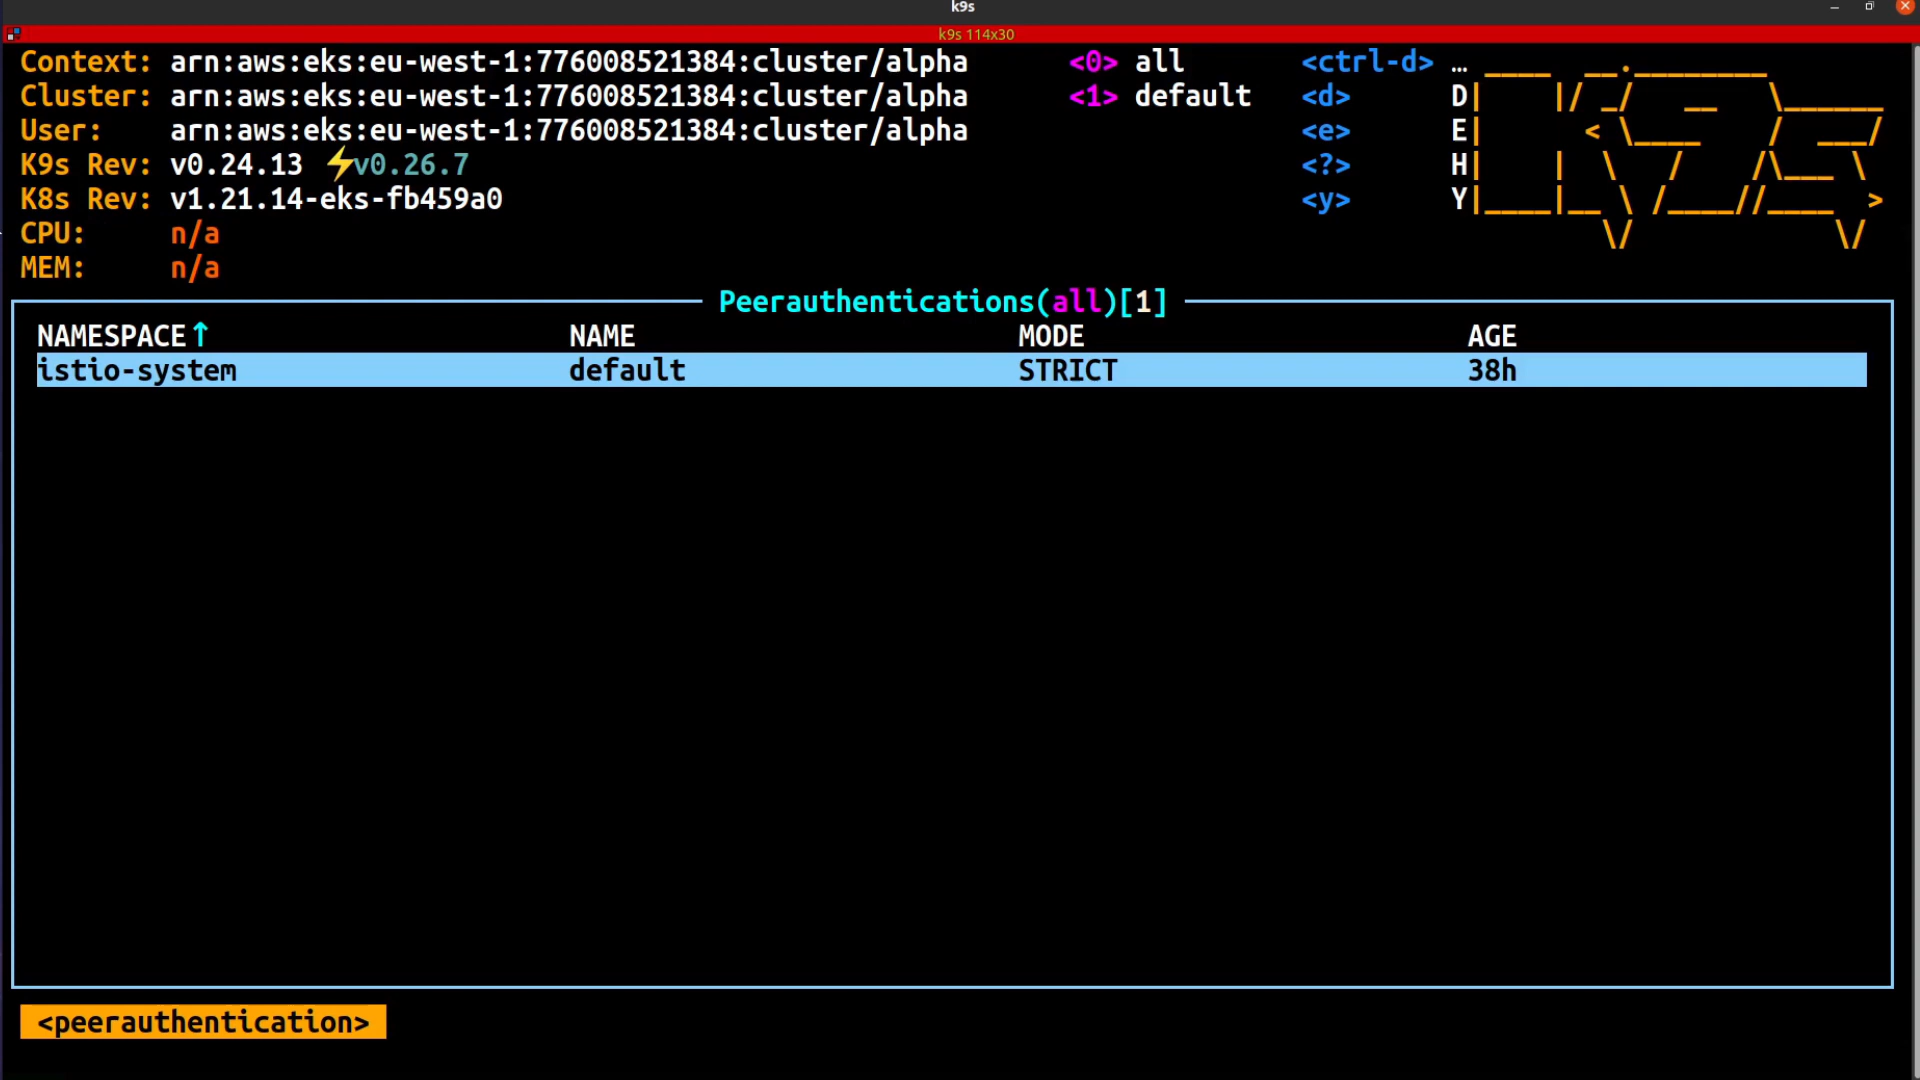 k9s
k9s 114x30
Context: arn:aws:eks:eu-west-1:776008521384:cluster/alpha <0> all <ctrl-d> …
Cluster: arn:aws:eks:eu-west-1:776008521384:cluster/alpha <1> default <d> D
User: arn:aws:eks:eu-west-1:776008521384:cluster/alpha <e> E
K9s Rev: v0.24.13 ⚡v0.26.7 <?> H
K8s Rev: v1.21.14-eks-fb459a0 <y> Y
CPU: n/a
MEM: n/a
Peerauthentications(all)[1]
NAMESPACE↑ NAME MODE AGE
istio-system default STRICT 38h
<peerauthentication>